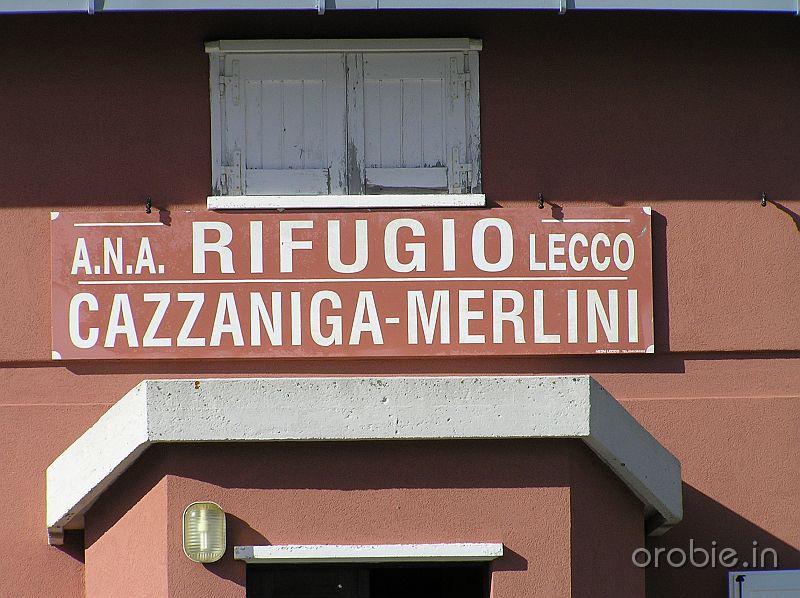 A.N.A. RIFUGIO LECCO
CAZZANIGA-MERLINI
orobie.in